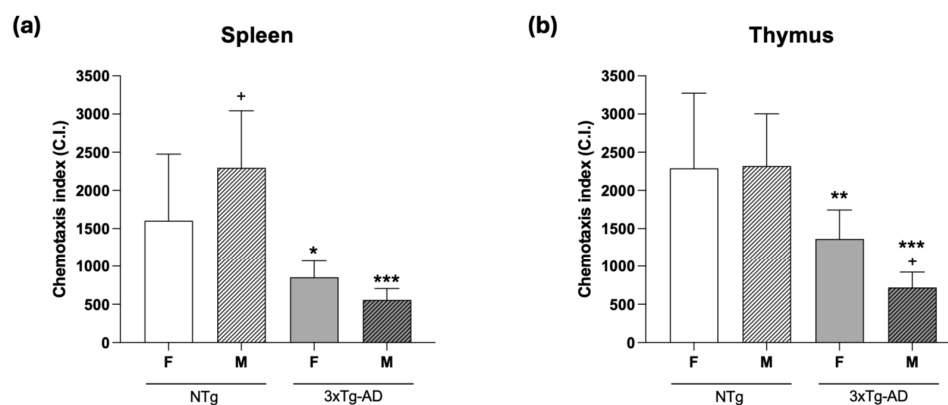 (a)
Spleen
Chemotaxis index (C.I.)
3500
3000
2500
2000
1500
1000
500
0
+
*
***
F M F M
NTg 3xTg-AD
(b)
Thymus
Chemotaxis index (C.I.)
3500
3000
2500
2000
1500
1000
500
0
**
***
+
F M F M
NTg 3xTg-AD